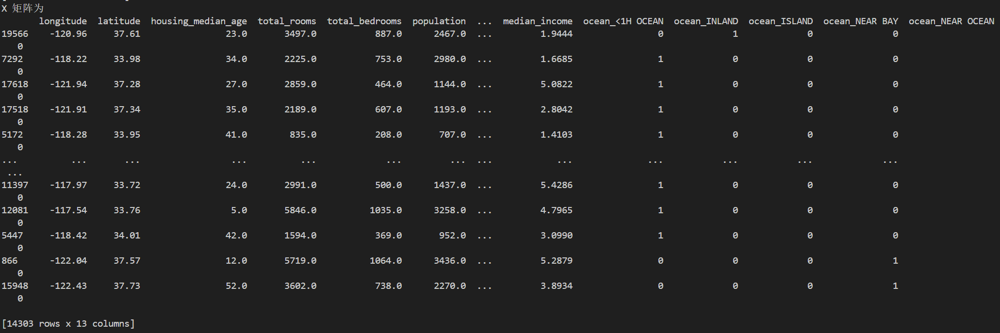 X 矩阵为
longitude latitude housing_median_age total_rooms total_bedrooms population ... median_income ocean_<1H OCEAN ocean_INLAND ocean_ISLAND ocean_NEAR BAY ocean_NEAR OCEAN
19566 -120.96 37.61 23.0 3497.0 887.0 2467.0 ... 1.9444 0 1 0 0
0
7292 -118.22 33.98 34.0 2225.0 753.0 2980.0 ... 1.6685 1 0 0 0
0
17618 -121.94 37.28 27.0 2859.0 464.0 1144.0 ... 5.0822 1 0 0 0
0
17518 -121.91 37.34 35.0 2189.0 607.0 1193.0 ... 2.8042 1 0 0 0
0
5172 -118.28 33.95 41.0 835.0 208.0 707.0 ... 1.4103 1 0 0 0
0
... ... ... ... ... ... ... ... ... ... ... ... ...
...
11397 -117.97 33.72 24.0 2991.0 500.0 1437.0 ... 5.4286 1 0 0 0
0
12081 -117.54 33.76 5.0 5846.0 1035.0 3258.0 ... 4.7965 1 0 0 0
0
5447 -118.42 34.01 42.0 1594.0 369.0 952.0 ... 3.0990 1 0 0 0
0
866 -122.04 37.57 12.0 5719.0 1064.0 3436.0 ... 5.2879 0 0 0 1
0
15948 -122.43 37.73 52.0 3602.0 738.0 2270.0 ... 3.8934 0 0 0 1
0
[14303 rows x 13 columns]